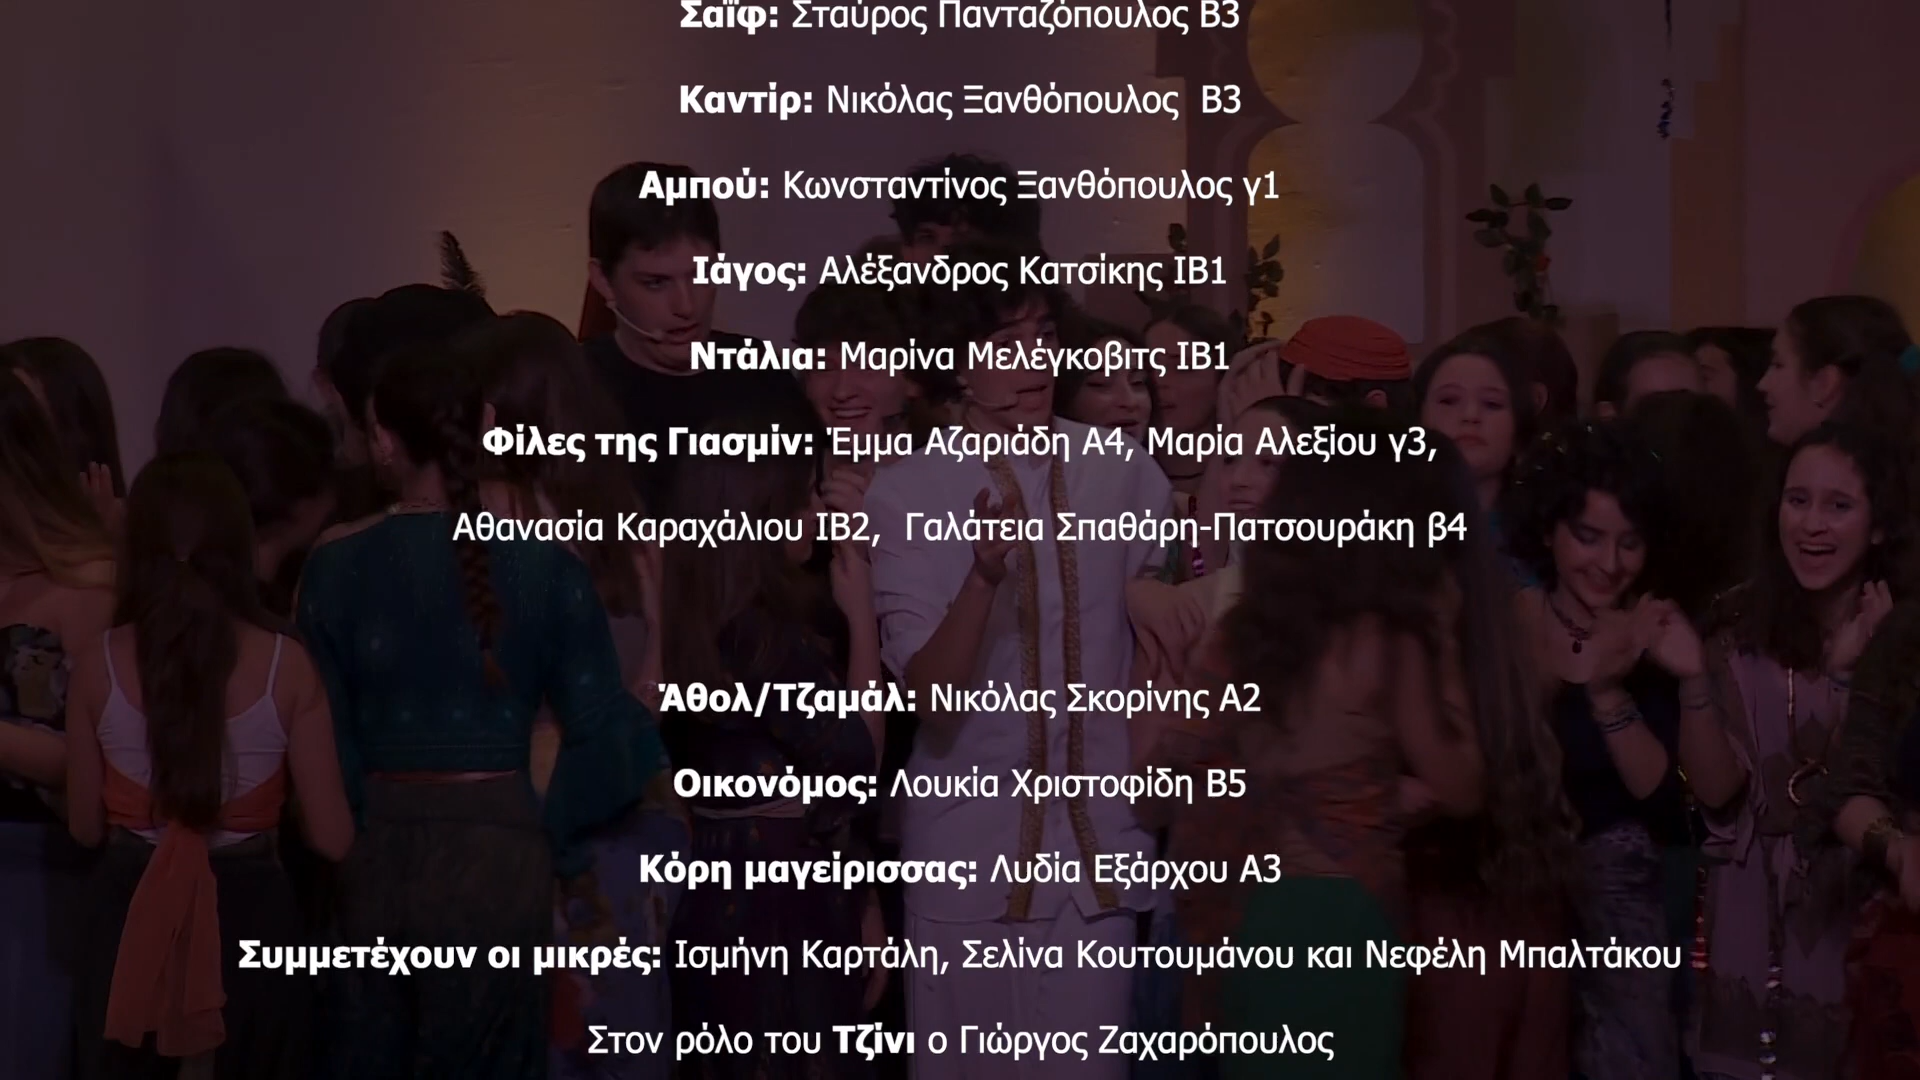 Σαΐφ: Σταύρος Πανταζόπουλος Β3
Καντίρ: Νικόλας Ξανθόπουλος  Β3
Αμπού: Κωνσταντίνος Ξανθόπουλος γ1
Ιάγος: Αλέξανδρος Κατσίκης ΙΒ1
Ντάλια: Μαρίνα Μελέγκοβιτς ΙΒ1
Φίλες της Γιασμίν: Έμμα Αζαριάδη Α4, Μαρία Αλεξίου γ3,
Αθανασία Καραχάλιου ΙΒ2,  Γαλάτεια Σπαθάρη-Πατσουράκη β4
Άθολ/Τζαμάλ: Νικόλας Σκορίνης Α2
Οικονόμος: Λουκία Χριστοφίδη Β5
Κόρη μαγείρισσας: Λυδία Εξάρχου Α3
Συμμετέχουν οι μικρές: Ισμήνη Καρτάλη, Σελίνα Κουτουμάνου και Νεφέλη Μπαλτάκου
Στον ρόλο του Τζίνι ο Γιώργος Ζαχαρόπουλος